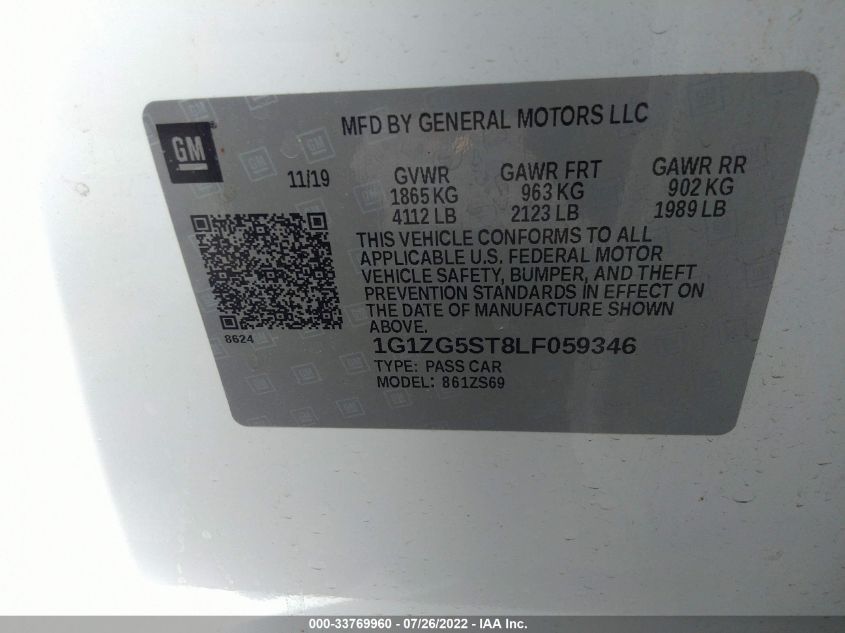 GM
MFD BY GENERAL MOTORS LLC
11/19
GVWR
1865 KG
4112 LB
GAWR FRT
963 KG
2123 LB
GAWR RR
902 KG
1989 LB
THIS VEHICLE CONFORMS TO ALL
APPLICABLE U.S. FEDERAL MOTOR
VEHICLE SAFETY, BUMPER, AND THEFT
PREVENTION STANDARDS IN EFFECT ON
THE DATE OF MANUFACTURE SHOWN
ABOVE.
8624
1G1ZG5ST8LF059346
TYPE: PASS CAR
MODEL: 861ZS69
000-33769960 - 07/26/2022 - IAA Inc.